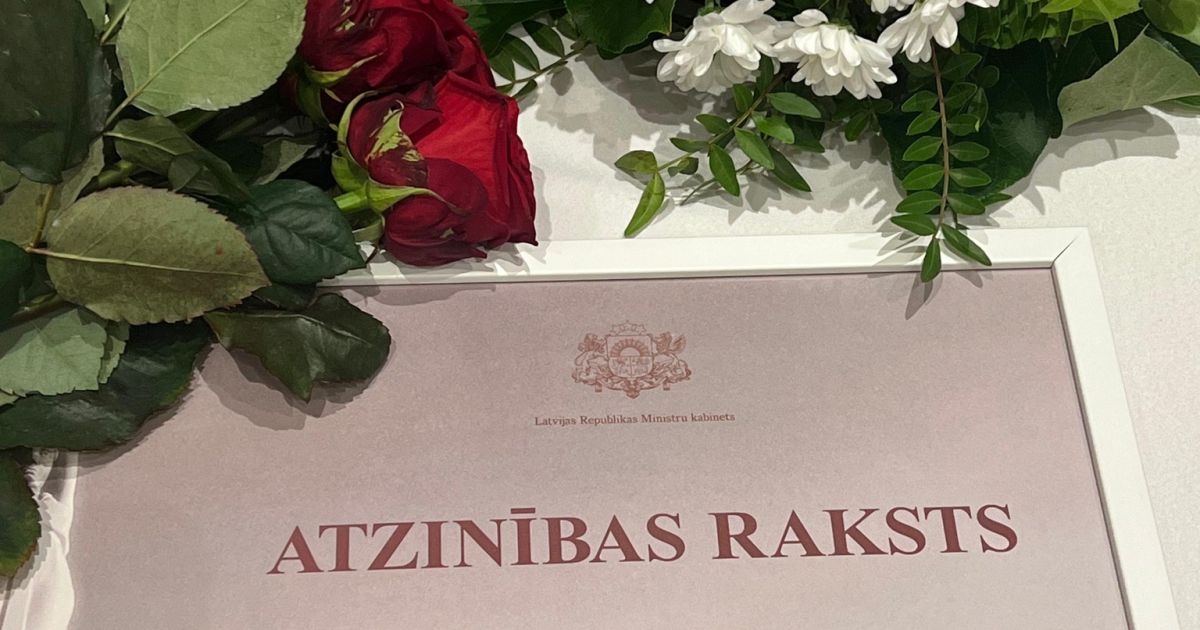 Latvijas Republikas Ministru kabinets
ATZINĪBAS RAKSTS